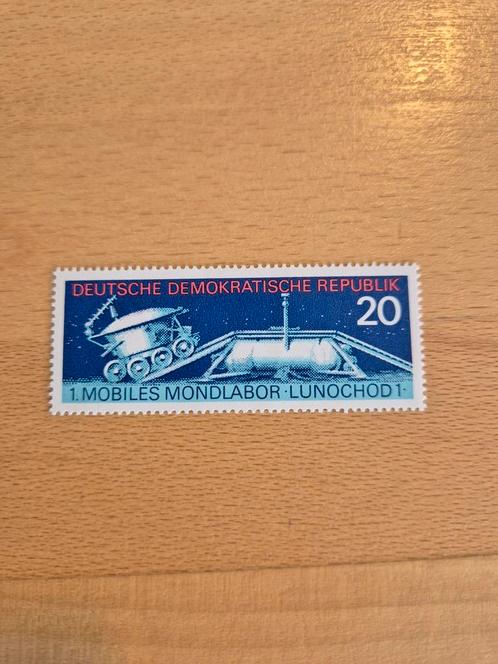 DEUTSCHE DEMOKRATISCHE REPUBLIK
20
1. MOBILES MONDLABOR · LUNOCHOD 1 ·